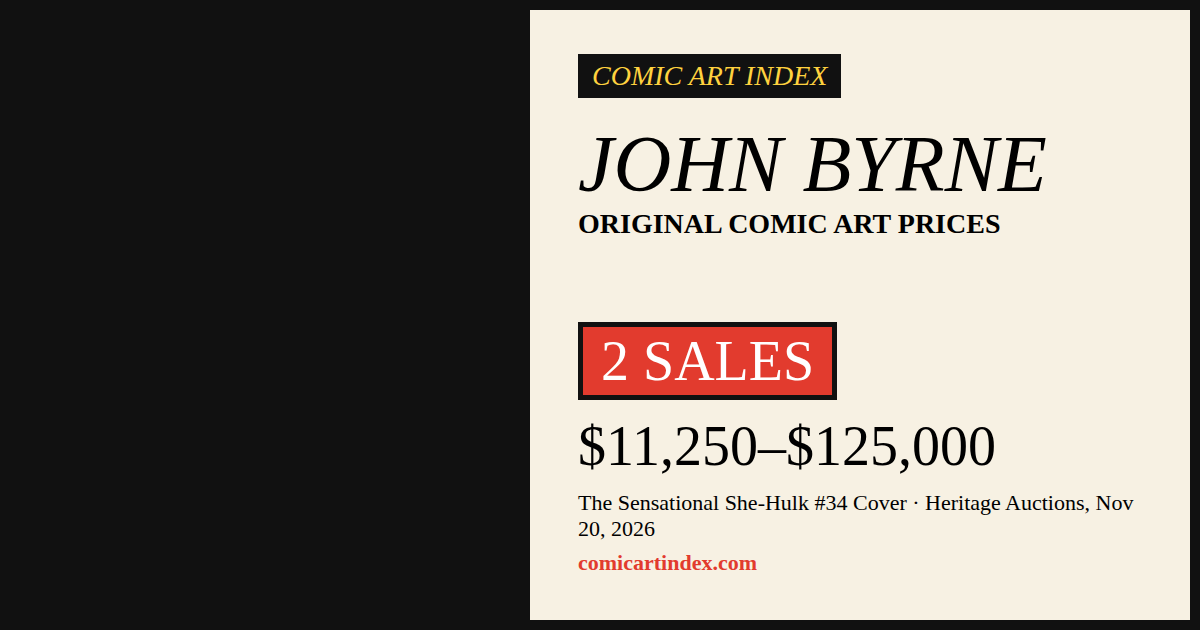 COMIC ART INDEX
JOHN BYRNE
ORIGINAL COMIC ART PRICES
2 SALES
$11,250–$125,000
The Sensational She-Hulk #34 Cover · Heritage Auctions, Nov
20, 2026
comicartindex.com